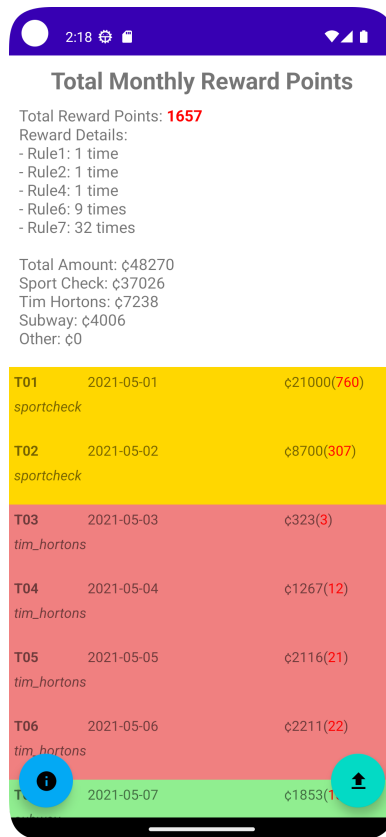 2:18
Total Monthly Reward Points
Total Reward Points: 1657
Reward Details:
- Rule1: 1 time
- Rule2: 1 time
- Rule4: 1 time
- Rule6: 9 times
- Rule7: 32 times
Total Amount: ¢48270
Sport Check: ¢37026
Tim Hortons: ¢7238
Subway: ¢4006
Other: ¢0
T01 2021-05-01 ¢21000(760)
sportcheck
T02 2021-05-02 ¢8700(307)
sportcheck
T03 2021-05-03 ¢323(3)
tim_hortons
T04 2021-05-04 ¢1267(12)
tim_hortons
T05 2021-05-05 ¢2116(21)
tim_hortons
T06 2021-05-06 ¢2211(22)
tim_hortons
2021-05-07 ¢1853(